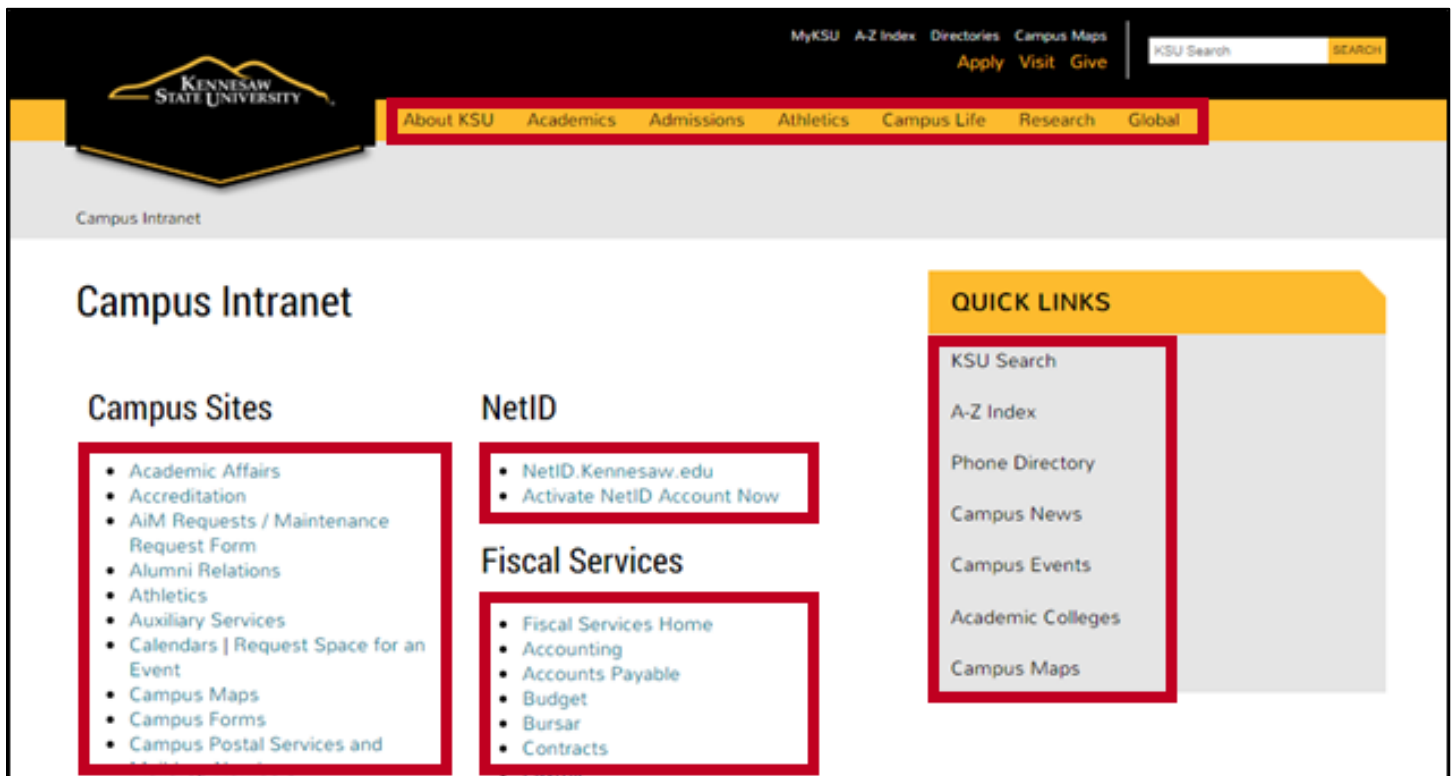 MyKSU A-Z Index Directories Campus Maps
Apply Visit Give
KSU Search
SEARCH
KENNESAW
STATE UNIVERSITY
About KSU Academics Admissions Athletics Campus Life Research Global
Campus Intranet
Campus Intranet
Campus Sites
• Academic Affairs
• Accreditation
• AiM Requests / Maintenance
Request Form
• Alumni Relations
• Athletics
• Auxiliary Services
• Calendars | Request Space for an
Event
• Campus Maps
• Campus Forms
• Campus Postal Services and
NetID
• NetID.Kennesaw.edu
• Activate NetID Account Now
Fiscal Services
• Fiscal Services Home
• Accounting
• Accounts Payable
• Budget
• Bursar
• Contracts
QUICK LINKS
KSU Search
A-Z Index
Phone Directory
Campus News
Campus Events
Academic Colleges
Campus Maps